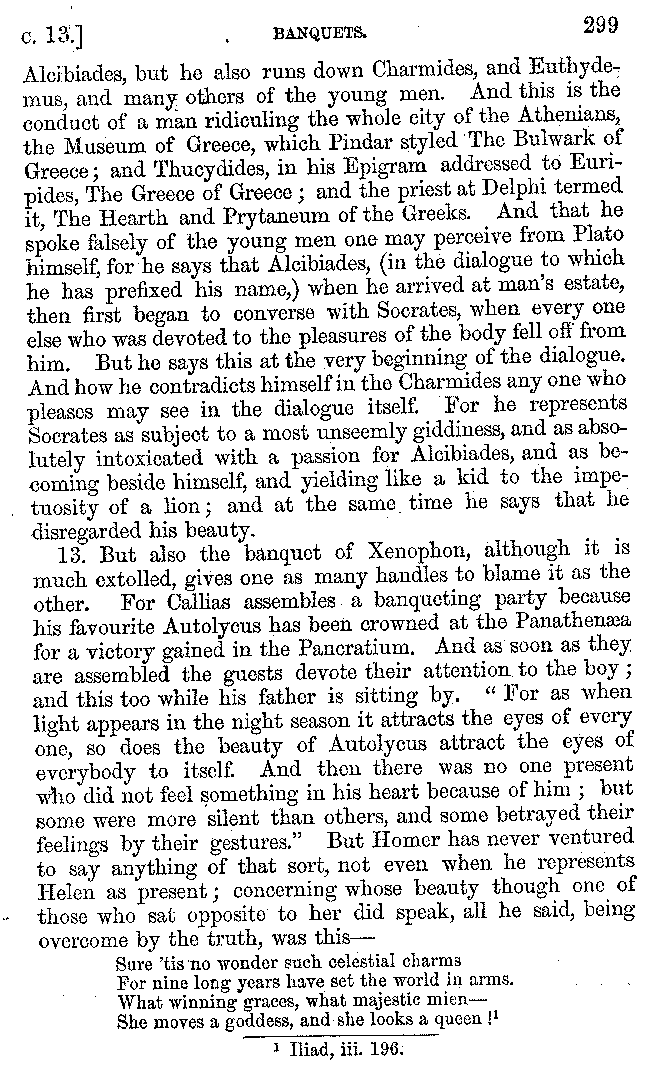 c. 13.] BANQUETS. 299
Alcibiades, but he also runs down Charmides, and Euthyde-
mus, and many others of the young men. And this is the
conduct of a man ridiculing the whole city of the Athenians,
the Museum of Greece, which Pindar styled The Bulwark of
Greece; and Thucydides, in his Epigram addressed to Euri-
pides, The Greece of Greece; and the priest at Delphi termed
it, The Hearth and Prytaneum of the Greeks. And that he
spoke falsely of the young men one may perceive from Plato
himself, for he says that Alcibiades, (in the dialogue to which
he has prefixed his name,) when he arrived at man's estate,
then first began to converse with Socrates, when every one
else who was devoted to the pleasures of the body fell off from
him. But he says this at the very beginning of the dialogue.
And how he contradicts himself in the Charmides any one who
pleases may see in the dialogue itself. For he represents
Socrates as subject to a most unseemly giddiness, and as abso-
lutely intoxicated with a passion for Alcibiades, and as be-
coming beside himself, and yielding like a kid to the impe-
tuosity of a lion; and at the same time he says that he
disregarded his beauty.
13. But also the banquet of Xenophon, although it is
much extolled, gives one as many handles to blame it as the
other. For Callias assembles a banqueting party because
his favourite Autolycus has been crowned at the Panathenæa
for a victory gained in the Pancratium. And as soon as they
are assembled the guests devote their attention to the boy;
and this too while his father is sitting by. "For as when
light appears in the night season it attracts the eyes of every
one, so does the beauty of Autolycus attract the eyes of
everybody to itself. And then there was no one present
who did not feel something in his heart because of him; but
some were more silent than others, and some betrayed their
feelings by their gestures." But Homer has never ventured
to say anything of that sort, not even when he represents
Helen as present; concerning whose beauty though one of
those who sat opposite to her did speak, all he said, being
overcome by the truth, was this—
Sure 'tis no wonder such celestial charms
For nine long years have set the world in arms.
What winning graces, what majestic mien—
She moves a goddess, and she looks a queen!¹
¹ Iliad, iii. 196.